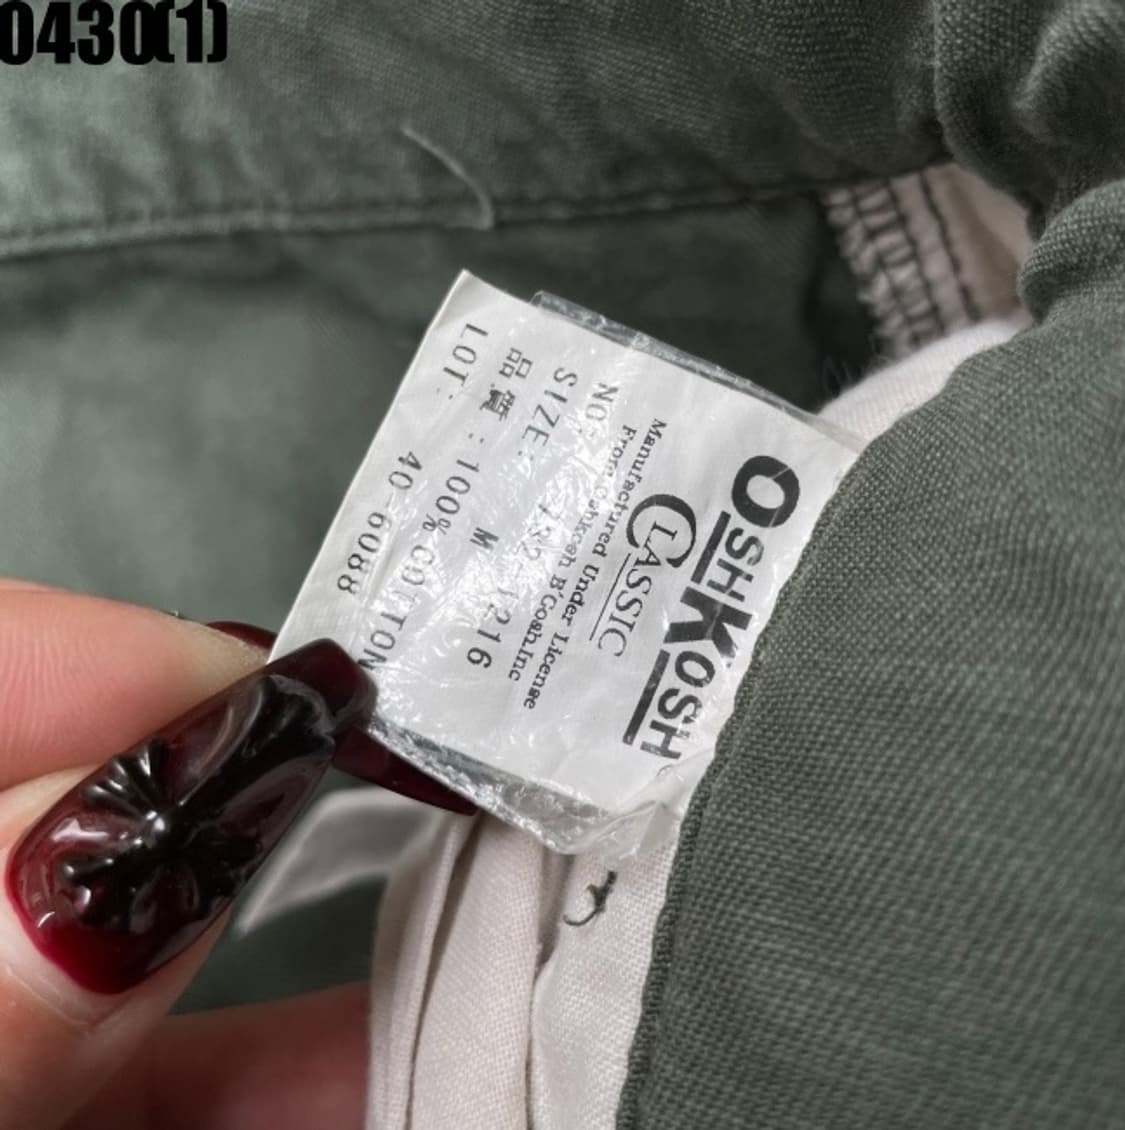 0430(1)
OSHKOSH
CLASSIC
Manufactured Under License
From Oshkosh B'Gosh.Inc
NO:
SIZE: M
品質:100%COTTON
LOT: 40-6088